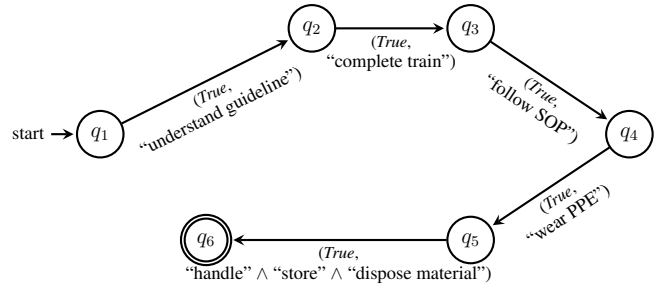 q2
q3
(True,
“complete train”)
(True,
“understand guideline”)
(True,
“follow SOP”)
start
q1
q4
(True,
“wear PPE”)
q6
q5
(True,
“handle” ∧ “store” ∧ “dispose material”)